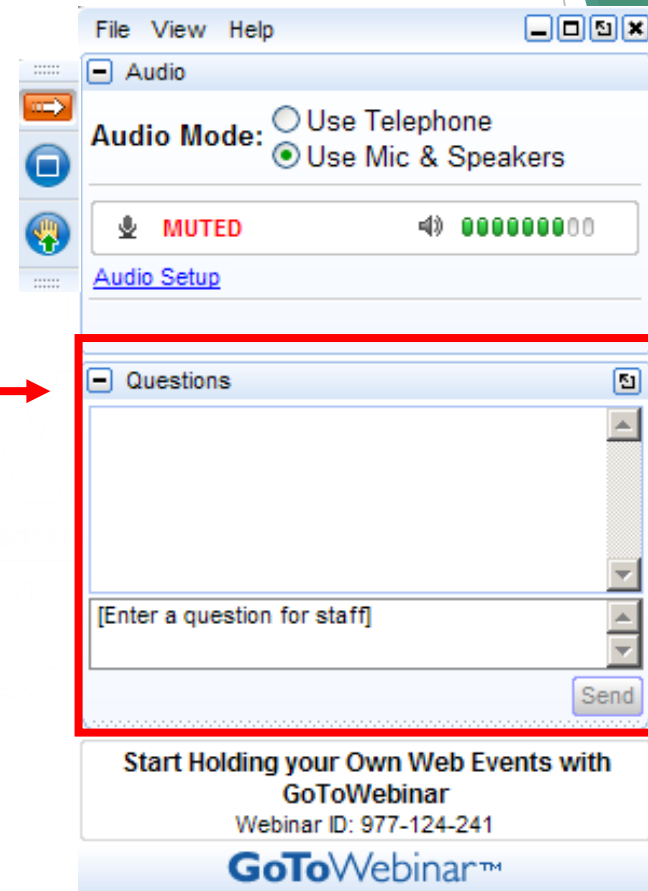 File View Help
Audio
Audio Mode: Use Telephone
Use Mic & Speakers
MUTED
Audio Setup
Questions
[Enter a question for staff]
Send
Start Holding your Own Web Events with
GoToWebinar
Webinar ID: 977-124-241
GoToWebinar™